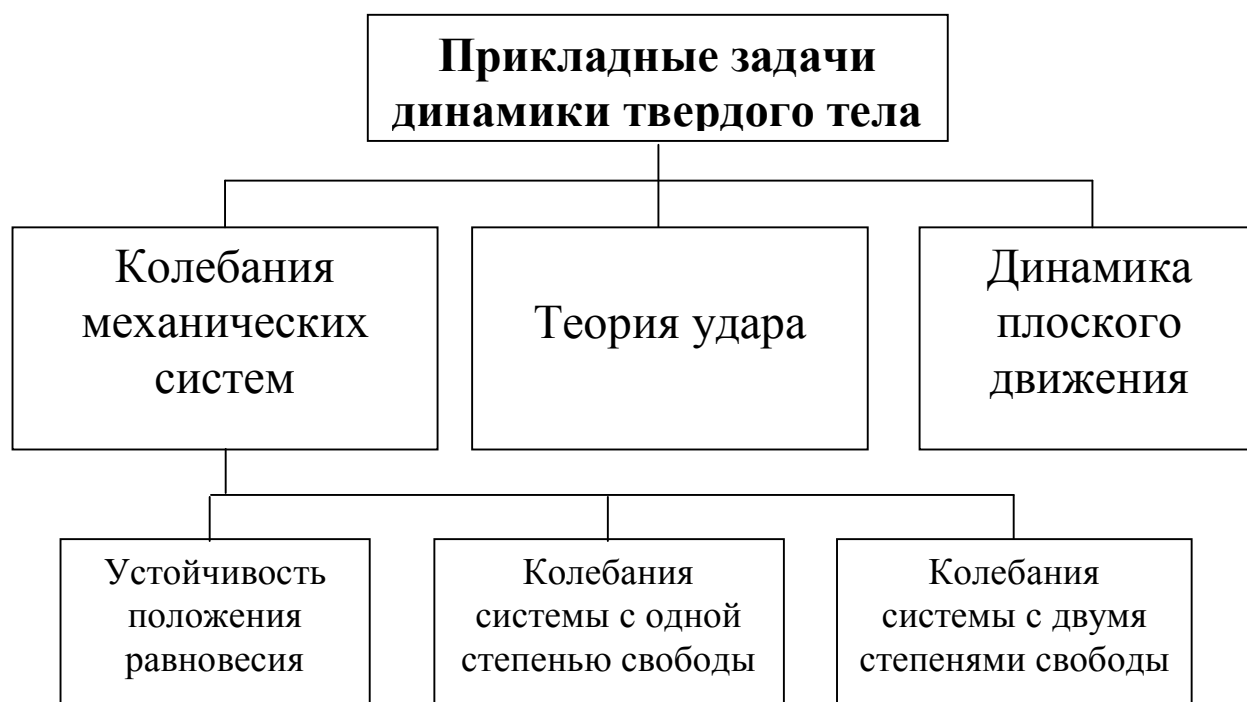 Прикладные задачи
динамики твердого тела
Колебания
механических
систем
Теория удара
Динамика
плоского
движения
Устойчивость
положения
равновесия
Колебания
системы с одной
степенью свободы
Колебания
системы с двумя
степенями свободы